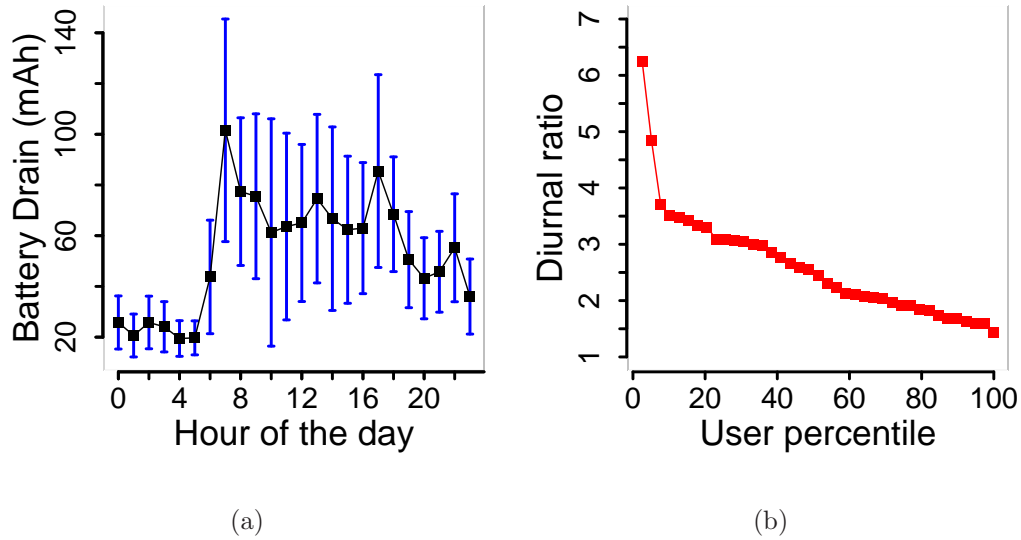 Battery Drain (mAh)
20 60 100 140
0 4 8 12 16 20
Hour of the day
(a)
Diurnal ratio
1 2 3 4 5 6 7
0 20 40 60 80 100
User percentile
(b)